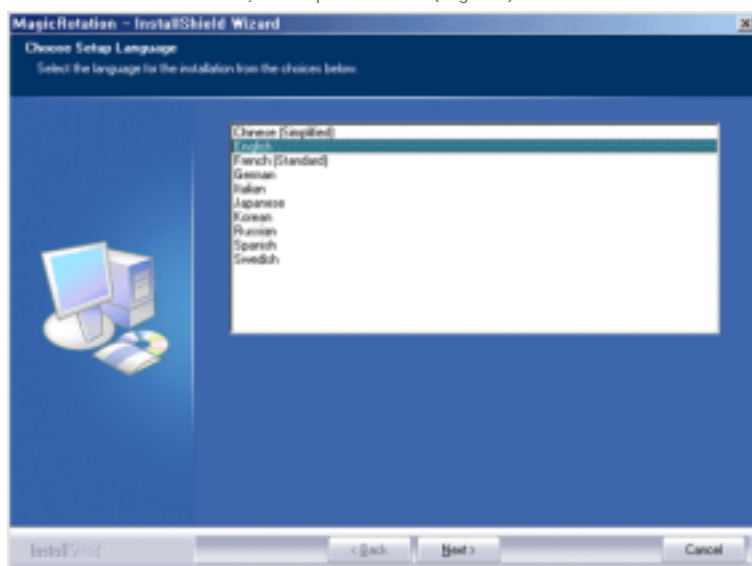 MagicRotation - InstallShield Wizard
Choose Setup Language
Select the language for the installation from the choices below.
Chinese (Simplified)
English
French (Standard)
German
Italian
Japanese
Korean
Russian
Spanish
Swedish
InstallShield
< Back
Next >
Cancel